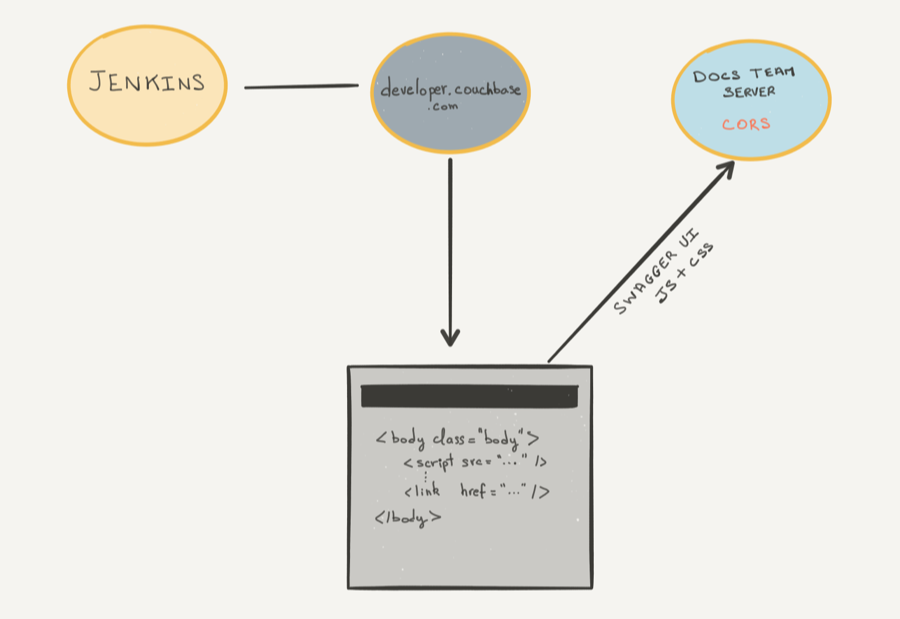 JENKINS
developer.couchbase
.com
DOCS TEAM
SERVER
CORS
SWAGGER UI
JS + CSS
<body class="body">
<script src="..." />
<link href="..." />
</body>